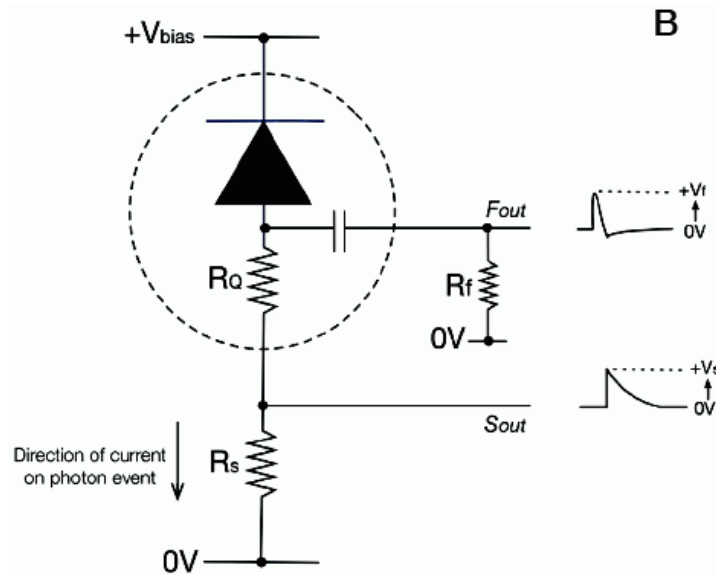 B
+Vbias
Fout
+Vf
0V
RQ
Rf
0V
+Vs
0V
Sout
Direction of current
on photon event
Rs
0V